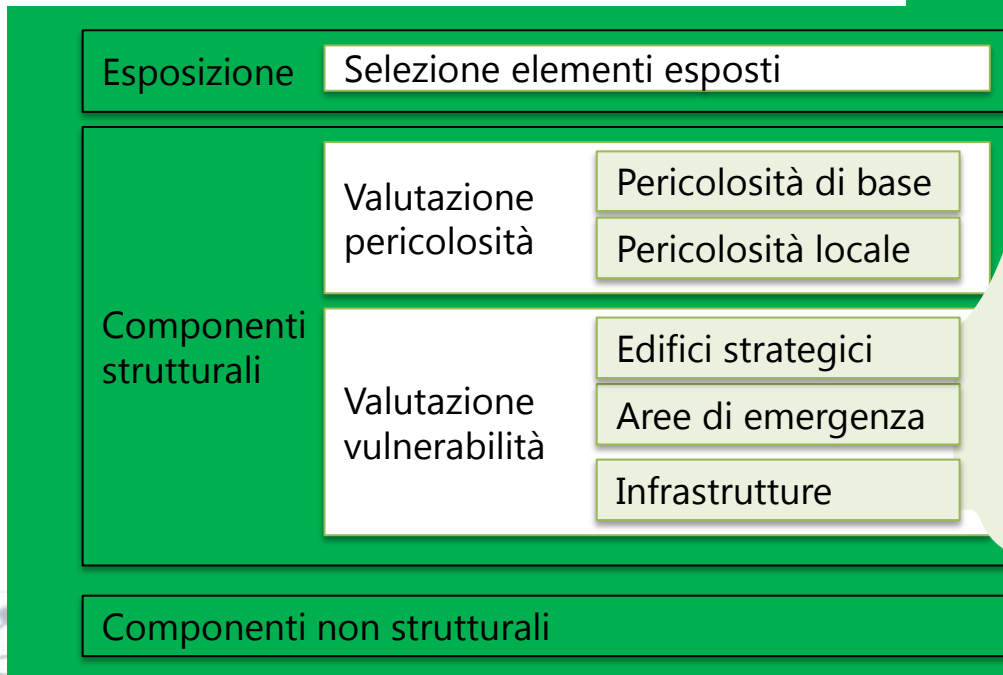 Esposizione
Selezione elementi esposti
Componenti
strutturali
Valutazione
pericolosità
Pericolosità di base
Pericolosità locale
Valutazione
vulnerabilità
Edifici strategici
Aree di emergenza
Infrastrutture
Componenti non strutturali